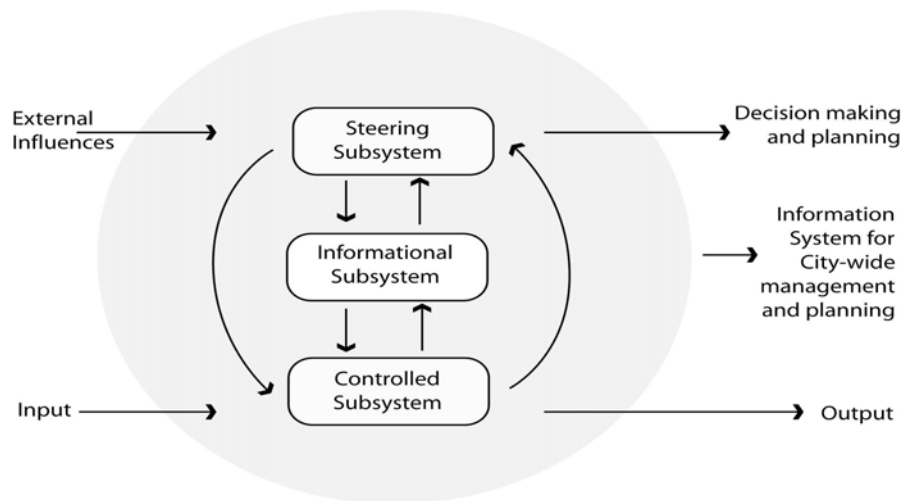 External
Influences
Steering
Subsystem
Decision making
and planning
Informational
Subsystem
Information
System for
City-wide
management
and planning
Controlled
Subsystem
Input
Output